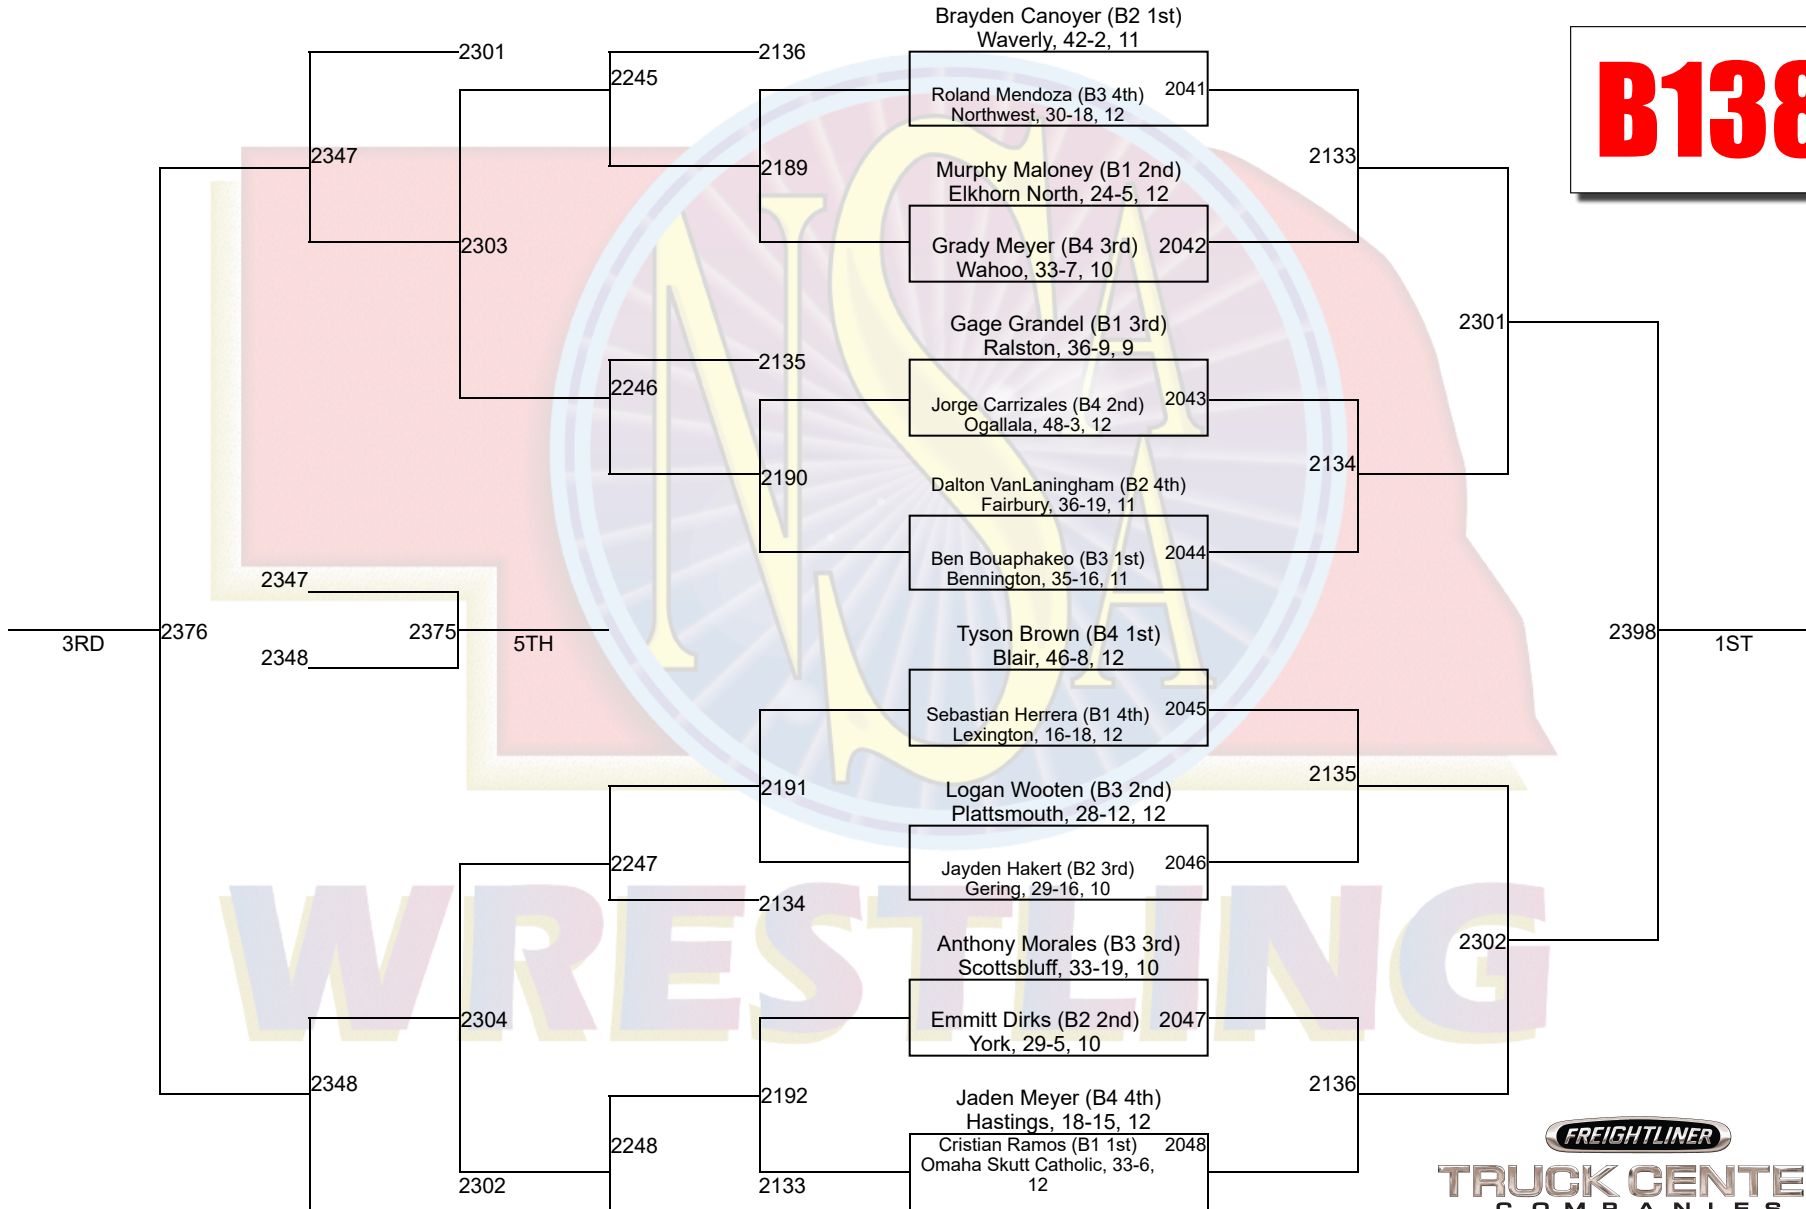 Brayden Canoyer (B2 1st)
Waverly, 42-2, 11
2301
2136
2245
Roland Mendoza (B3 4th)
2041
Northwest, 30-18, 12
B138
2347
2133
2189
Murphy Maloney (B1 2nd)
Elkhorn North, 24-5, 12
2303
Grady Meyer (B4 3rd)
2042
Wahoo, 33-7, 10
Gage Grandel (B1 3rd)
2301
Ralston, 36-9, 9
2135
2246
Jorge Carrizales (B4 2nd)
2043
Ogallala, 48-3, 12
2190
2134
Dalton VanLaningham (B2 4th)
Fairbury, 36-19, 11
Ben Bouaphakeo (B3 1st)
2044
Bennington, 35-16, 11
2347
2376
2375
3RD
5TH
2348
Tyson Brown (B4 1st)
Blair, 46-8, 12
2398
1ST
Sebastian Herrera (B1 4th)
2045
Lexington, 16-18, 12
2191
2135
Logan Wooten (B3 2nd)
Plattsmouth, 28-12, 12
2247
Jayden Hakert (B2 3rd)
2046
Gering, 29-16, 10
2134
Anthony Morales (B3 3rd)
Scottsbluff, 33-19, 10
2302
2304
Emmitt Dirks (B2 2nd)
2047
York, 29-5, 10
2348
2192
2136
Jaden Meyer (B4 4th)
Hastings, 18-15, 12
2248
Cristian Ramos (B1 1st)
2048
Omaha Skutt Catholic, 33-6,
12
2302
2133
NSAA
WRESTLING
FREIGHTLINER
TRUCK CENTE
COMPANIES